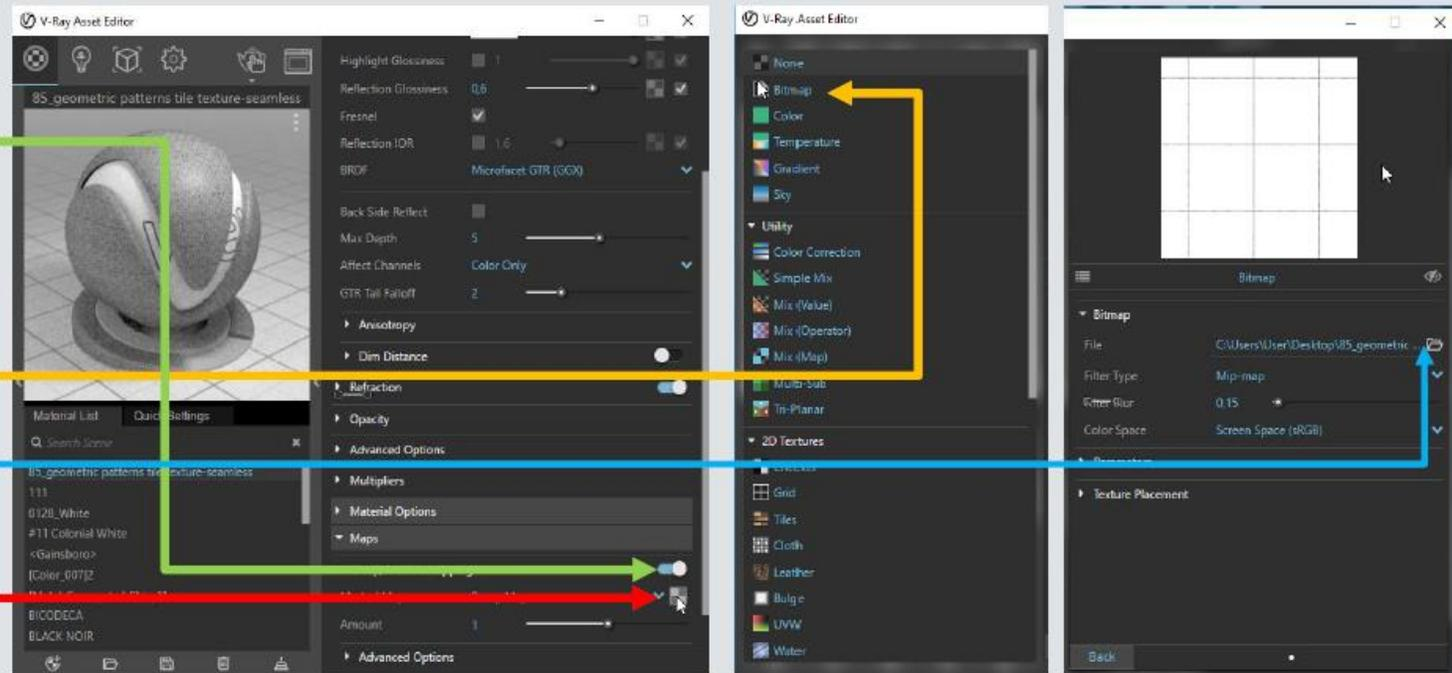 V-Ray Asset Editor
85_geometric patterns tile texture-seamless
Material List Quick Settings
Search Scene
85_geometric patterns tile texture-seamless
111
0128_White
#11 Colonial White
<Gainsboro>
[Color_007]2
BICODECA
BLACK NOIR
Highlight Glossiness 1
Reflection Glossiness 0,6
Fresnel
Reflection IOR 1.6
BRDF Microfacet GTR (GGX)
Back Side Reflect
Max Depth 5
Affect Channels Color Only
GTR Tail Falloff 2
Anisotropy
Dim Distance
Refraction
Opacity
Advanced Options
Multipliers
Material Options
Maps
Amount 1
Advanced Options
V-Ray Asset Editor
None
Bitmap
Color
Temperature
Gradient
Sky
Utility
Color Correction
Simple Mix
Mix (Value)
Mix (Operator)
Mix (Map)
Multi-Sub
Tri-Planar
2D Textures
Grid
Tiles
Cloth
Leather
Bulge
UVW
Water
Bitmap
Bitmap
File C:\Users\User\Desktop\85_geometric ...
Filter Type Mip-map
Filter Blur 0,15
Color Space Screen Space (sRGB)
Texture Placement
Back